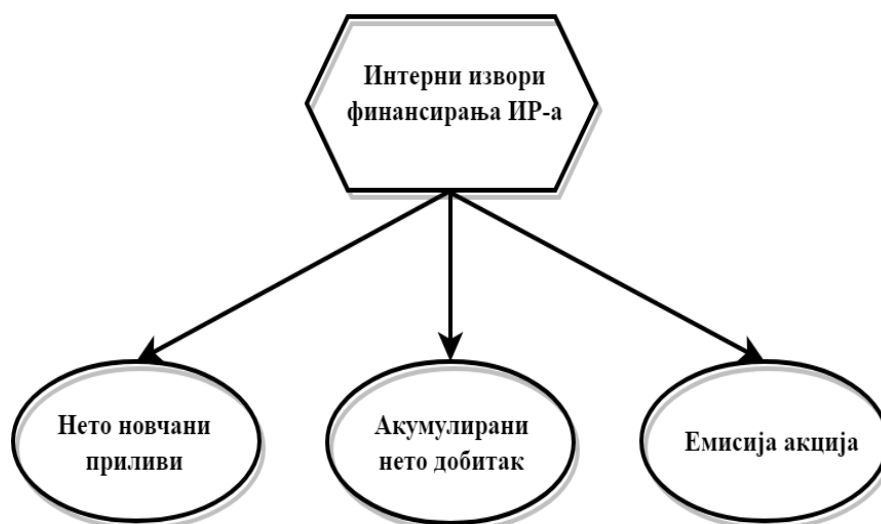 Интерни извори
финансирања ИР-а
Нето новчани
приливи
Акумулирани
нето добитак
Емисија акција